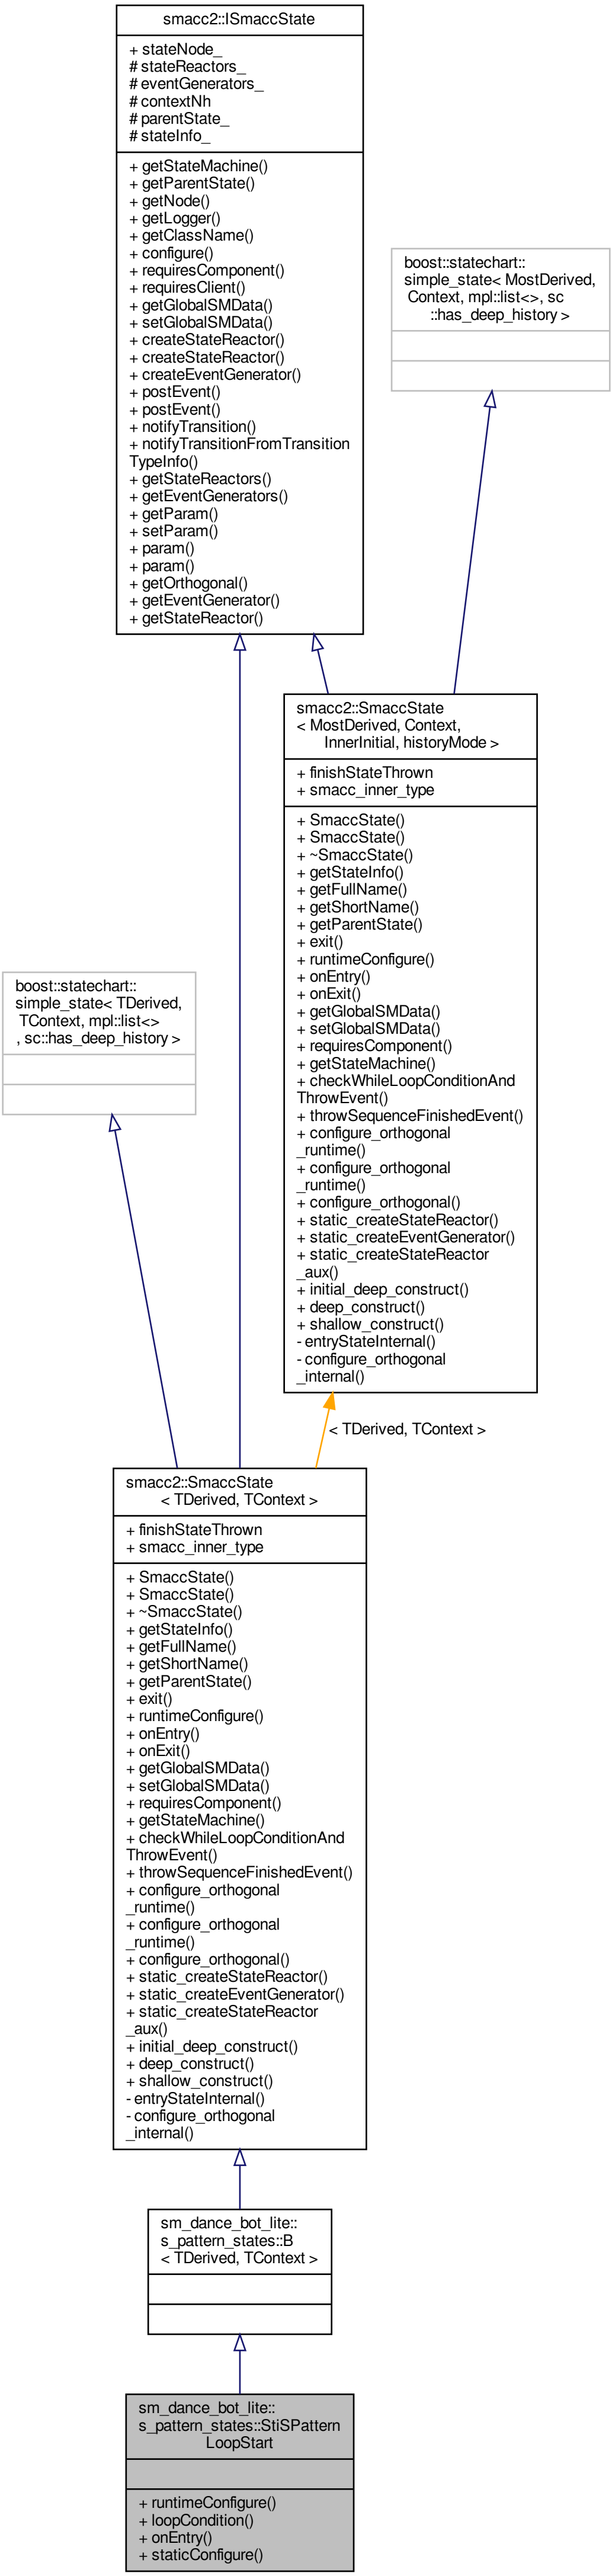 smacc2::ISmaccState
+ stateNode_
# stateReactors_
# eventGenerators_
# contextNh
# parentState_
# stateInfo_
+ getStateMachine()
+ getParentState()
+ getNode()
+ getLogger()
+ getClassName()
+ configure()
+ requiresComponent()
+ requiresClient()
+ getGlobalSMData()
+ setGlobalSMData()
+ createStateReactor()
+ createStateReactor()
+ createEventGenerator()
+ postEvent()
+ postEvent()
+ notifyTransition()
+ notifyTransitionFromTransition
TypeInfo()
+ getStateReactors()
+ getEventGenerators()
+ getParam()
+ setParam()
+ param()
+ param()
+ getOrthogonal()
+ getEventGenerator()
+ getStateReactor()
boost::statechart::
simple_state< MostDerived,
Context, mpl::list<>, sc
::has_deep_history >
smacc2::SmaccState
< MostDerived, Context,
InnerInitial, historyMode >
+ finishStateThrown
+ smacc_inner_type
+ SmaccState()
+ SmaccState()
+ ~SmaccState()
+ getStateInfo()
+ getFullName()
+ getShortName()
+ getParentState()
+ exit()
+ runtimeConfigure()
+ onEntry()
+ onExit()
+ getGlobalSMData()
+ setGlobalSMData()
+ requiresComponent()
+ getStateMachine()
+ checkWhileLoopConditionAnd
ThrowEvent()
+ throwSequenceFinishedEvent()
+ configure_orthogonal
_runtime()
+ configure_orthogonal
_runtime()
+ configure_orthogonal()
+ static_createStateReactor()
+ static_createEventGenerator()
+ static_createStateReactor
_aux()
+ initial_deep_construct()
+ deep_construct()
+ shallow_construct()
- entryStateInternal()
- configure_orthogonal
_internal()
boost::statechart::
simple_state< TDerived,
TContext, mpl::list<>
, sc::has_deep_history >
< TDerived, TContext >
smacc2::SmaccState
< TDerived, TContext >
+ finishStateThrown
+ smacc_inner_type
+ SmaccState()
+ SmaccState()
+ ~SmaccState()
+ getStateInfo()
+ getFullName()
+ getShortName()
+ getParentState()
+ exit()
+ runtimeConfigure()
+ onEntry()
+ onExit()
+ getGlobalSMData()
+ setGlobalSMData()
+ requiresComponent()
+ getStateMachine()
+ checkWhileLoopConditionAnd
ThrowEvent()
+ throwSequenceFinishedEvent()
+ configure_orthogonal
_runtime()
+ configure_orthogonal
_runtime()
+ configure_orthogonal()
+ static_createStateReactor()
+ static_createEventGenerator()
+ static_createStateReactor
_aux()
+ initial_deep_construct()
+ deep_construct()
+ shallow_construct()
- entryStateInternal()
- configure_orthogonal
_internal()
sm_dance_bot_lite::
s_pattern_states::B
< TDerived, TContext >
sm_dance_bot_lite::
s_pattern_states::StiSPattern
LoopStart
+ runtimeConfigure()
+ loopCondition()
+ onEntry()
+ staticConfigure()